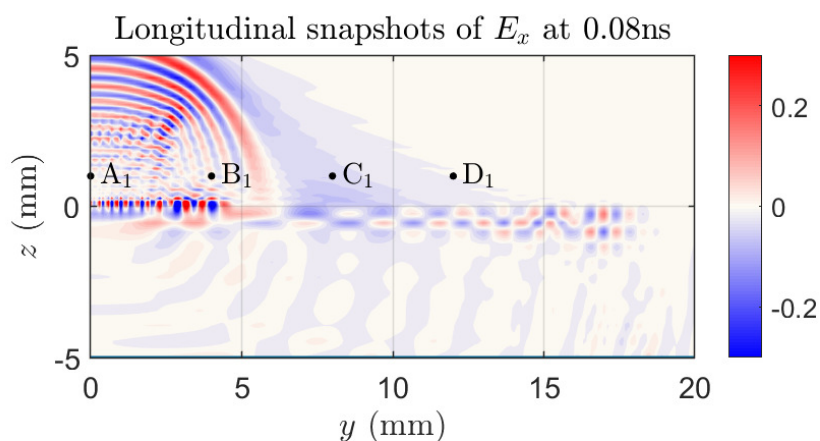 Longitudinal snapshots of E_x at 0.08ns
5
0
-5
z (mm)
A_1
B_1
C_1
D_1
0
5
10
15
20
y (mm)
0.2
0
-0.2